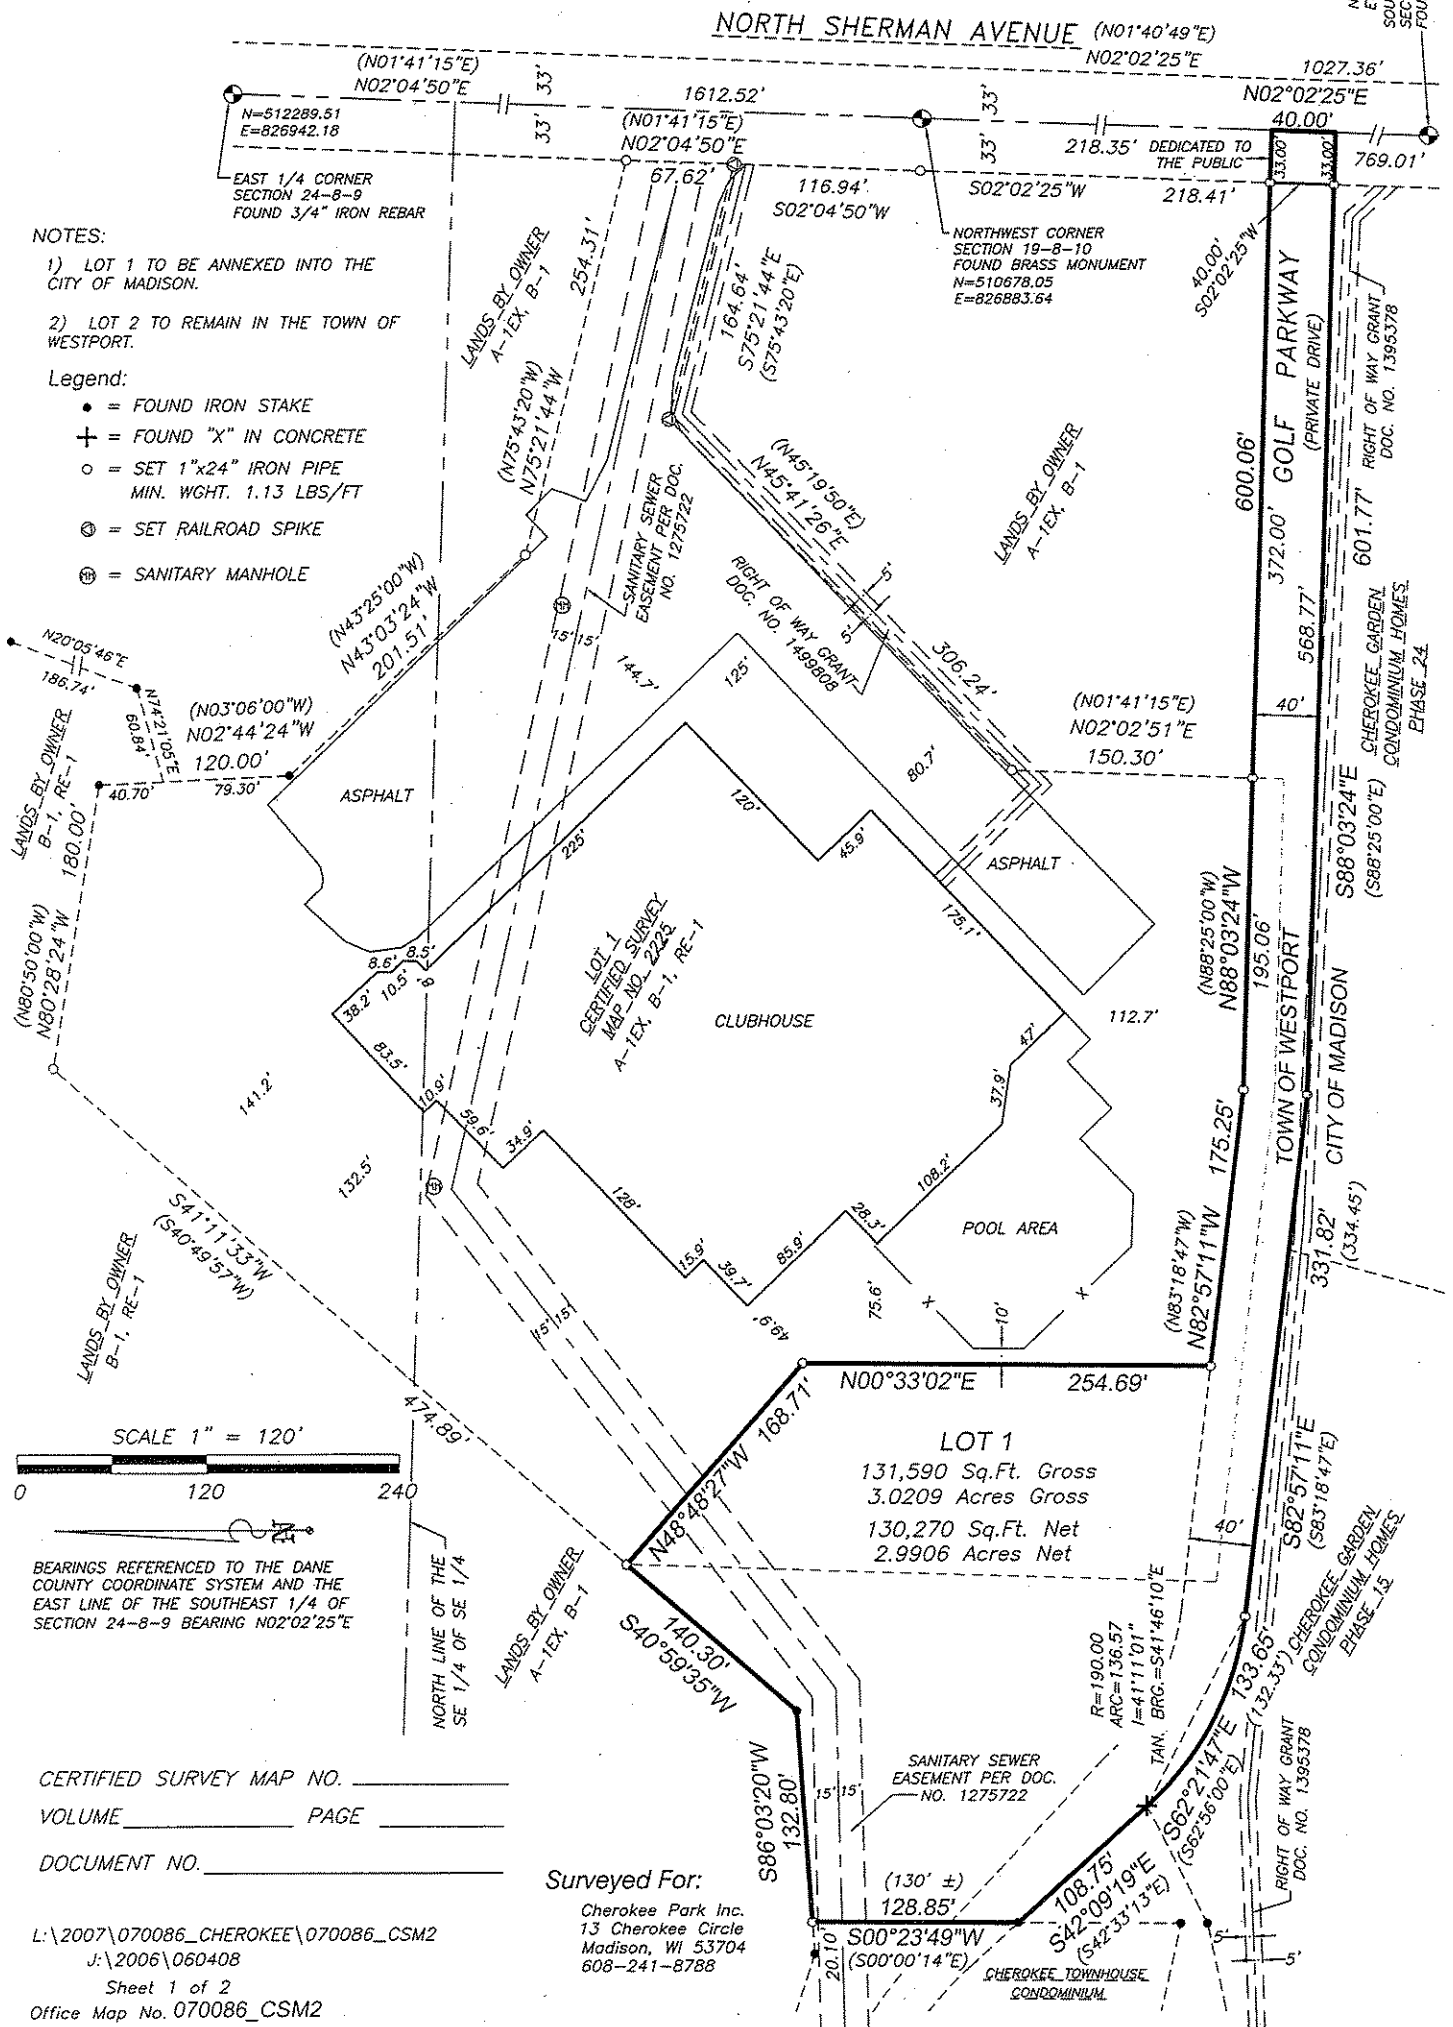 NORTH SHERMAN AVENUE (N01°40'49"E)
N02°02'25"E
(N01°41'15"E)
N02°04'50"E
1027.36'
N02°02'25"E
40.00'
33'
33'
1612.52'
(N01°41'15"E)
N02°04'50"E
67.62'
33'
33'
218.35'
DEDICATED TO
THE PUBLIC
33.00'
33.00'
769.01'
N=512289.51
E=826942.18
EAST 1/4 CORNER
SECTION 24-8-9
FOUND 3/4" IRON REBAR
116.94'
S02°04'50"W
S02°02'25"W
218.41'
40.00'
S02°02'25"W
NORTHWEST CORNER
SECTION 19-8-10
FOUND BRASS MONUMENT
N=510678.05
E=826883.64
NOTES:
1) LOT 1 TO BE ANNEXED INTO THE
CITY OF MADISON.
2) LOT 2 TO REMAIN IN THE TOWN OF
WESTPORT.
Legend:
= FOUND IRON STAKE
= FOUND "X" IN CONCRETE
= SET 1"x24" IRON PIPE
MIN. WGHT. 1.13 LBS/FT
= SET RAILROAD SPIKE
= SANITARY MANHOLE
LANDS BY OWNER
A-1EX, B-1
254.31'
(N75°43'20"W)
N75°21'44"W
164.64'
S75°21'44"E
(S75°43'20"E)
SANITARY SEWER
EASEMENT PER DOC.
NO. 1275722
(N45°19'50"E)
N45°41'26"E
5'
5'
306.24'
RIGHT OF WAY GRANT
DOC. NO. 1499808
LANDS BY OWNER
A-1EX, B-1
GOLF PARKWAY
(PRIVATE DRIVE)
600.06'
372.00'
RIGHT OF WAY GRANT
DOC. NO. 1395378
601.77'
568.77'
CHEROKEE GARDEN
CONDOMINIUM HOMES
PHASE 24
S88°03'24"E
(S88°25'00"E)
40'
(N01°41'15"E)
N02°02'51"E
150.30'
(N43°25'00"W)
N43°03'24"W
201.51'
N20°05'46"E
186.74'
N74°21'05"E
60.84'
(N03°06'00"W)
N02°44'24"W
120.00'
40.70'
79.30'
LANDS BY OWNER
B-1, RE-1
180.00'
(N80°50'00"W)
N80°28'24"W
ASPHALT
15'
15'
144.7'
125'
225'
120'
45.9'
80.7'
ASPHALT
175.1'
112.7'
LOT 1
CERTIFIED SURVEY
MAP NO. 2225
A-1EX, B-1, RE-1
CLUBHOUSE
8.6'
8.5'
10.5'
8'
38.2'
83.5'
10.9'
59.6'
34.9'
128'
15.9'
39.7'
85.9'
28.3'
108.2'
37.9'
47'
49.9'
75.6'
10'
POOL AREA
x
x
141.2'
132.5'
(N88°25'00"W)
N88°03'24"W
195.06'
TOWN OF WESTPORT
CITY OF MADISON
175.25'
(N83°18'47"W)
N82°57'11"W
331.82'
(334.45')
S41°11'33"W
(S40°49'57"W)
474.89'
LANDS BY OWNER
B-1, RE-1
15'
15'
N00°33'02"E
254.69'
168.71'
N48°48'27"W
LOT 1
131,590 Sq.Ft. Gross
3.0209 Acres Gross
130,270 Sq.Ft. Net
2.9906 Acres Net
40'
S82°57'11"E
(S83°18'47"E)
SCALE 1" = 120'
0
120
240
BEARINGS REFERENCED TO THE DANE
COUNTY COORDINATE SYSTEM AND THE
EAST LINE OF THE SOUTHEAST 1/4 OF
SECTION 24-8-9 BEARING N02°02'25"E
NORTH LINE OF THE
SE 1/4 OF SE 1/4
LANDS BY OWNER
A-1EX, B-1
140.30'
S40°59'35"W
R=190.00
ARC=136.57
I=41°11'01"
TAN. BRG.=S41°46'10"E
CHEROKEE GARDEN
CONDOMINIUM HOMES
PHASE 15
133.65'
(132.33')
S62°21'47"E
(S62°56'00"E)
RIGHT OF WAY GRANT
DOC. NO. 1395378
S86°03'20"W
132.80'
15'
15'
SANITARY SEWER
EASEMENT PER DOC.
NO. 1275722
(130' ±)
128.85'
S00°23'49"W
(S00°00'14"E)
20.10'
108.75'
S42°09'19"E
(S42°33'13"E)
CHEROKEE TOWNHOUSE
CONDOMINIUM
5'
5'
CERTIFIED SURVEY MAP NO.
VOLUME PAGE
DOCUMENT NO.
Surveyed For:
Cherokee Park Inc.
13 Cherokee Circle
Madison, WI 53704
608-241-8788
L:\2007\070086_CHEROKEE\070086_CSM2
J:\2006\060408
Sheet 1 of 2
Office Map No. 070086_CSM2